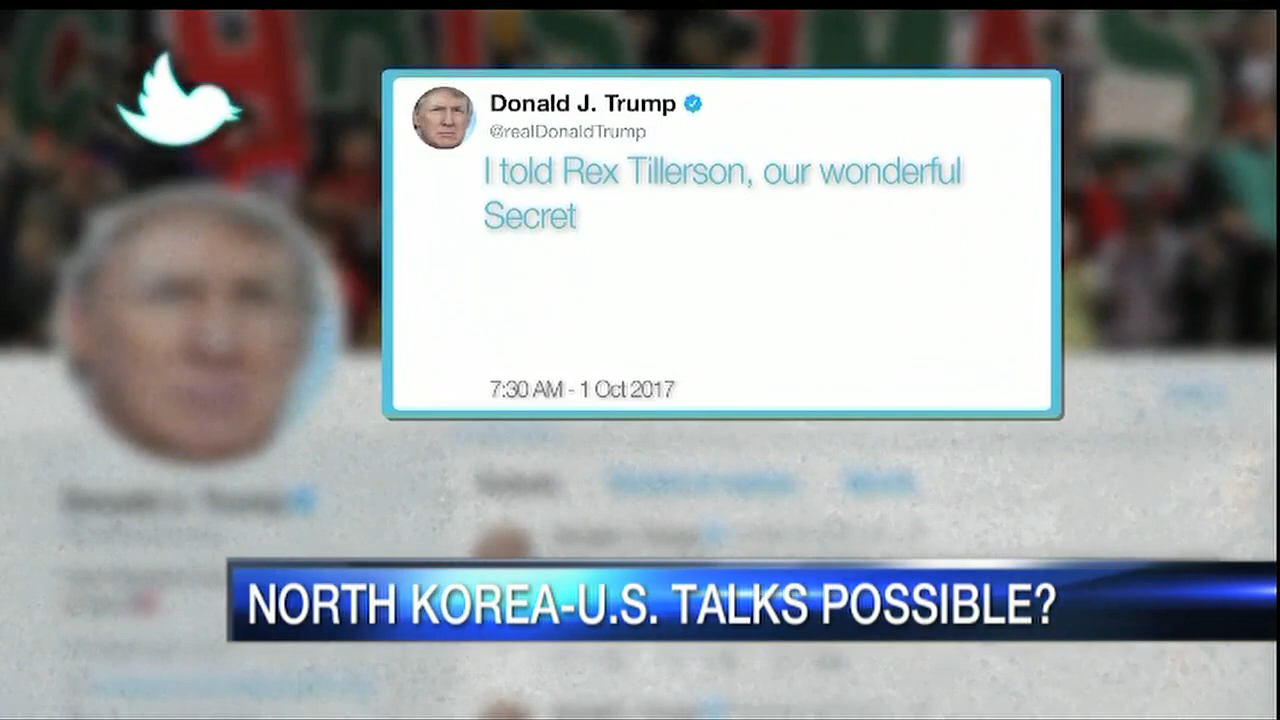 Donald J. Trump
@realDonaldTrump
I told Rex Tillerson, our wonderful
Secret
7:30 AM - 1 Oct 2017
NORTH KOREA-U.S. TALKS POSSIBLE?